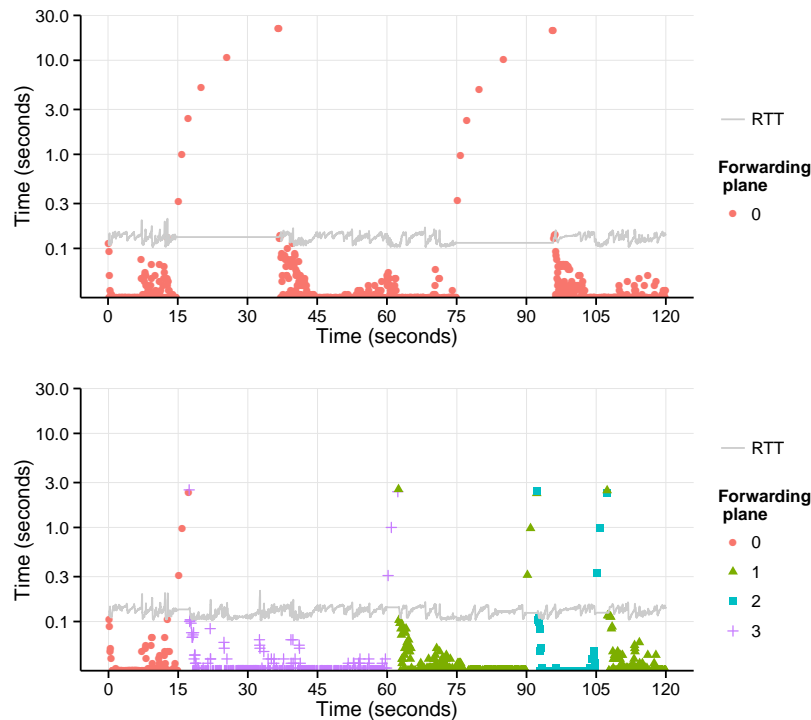 30.0
10.0
3.0
1.0
0.3
0.1
Time (seconds)
0 15 30 45 60 75 90 105 120
Time (seconds)
RTT
Forwarding
plane
0
30.0
10.0
3.0
1.0
0.3
0.1
Time (seconds)
0 15 30 45 60 75 90 105 120
Time (seconds)
RTT
Forwarding
plane
0
1
2
3